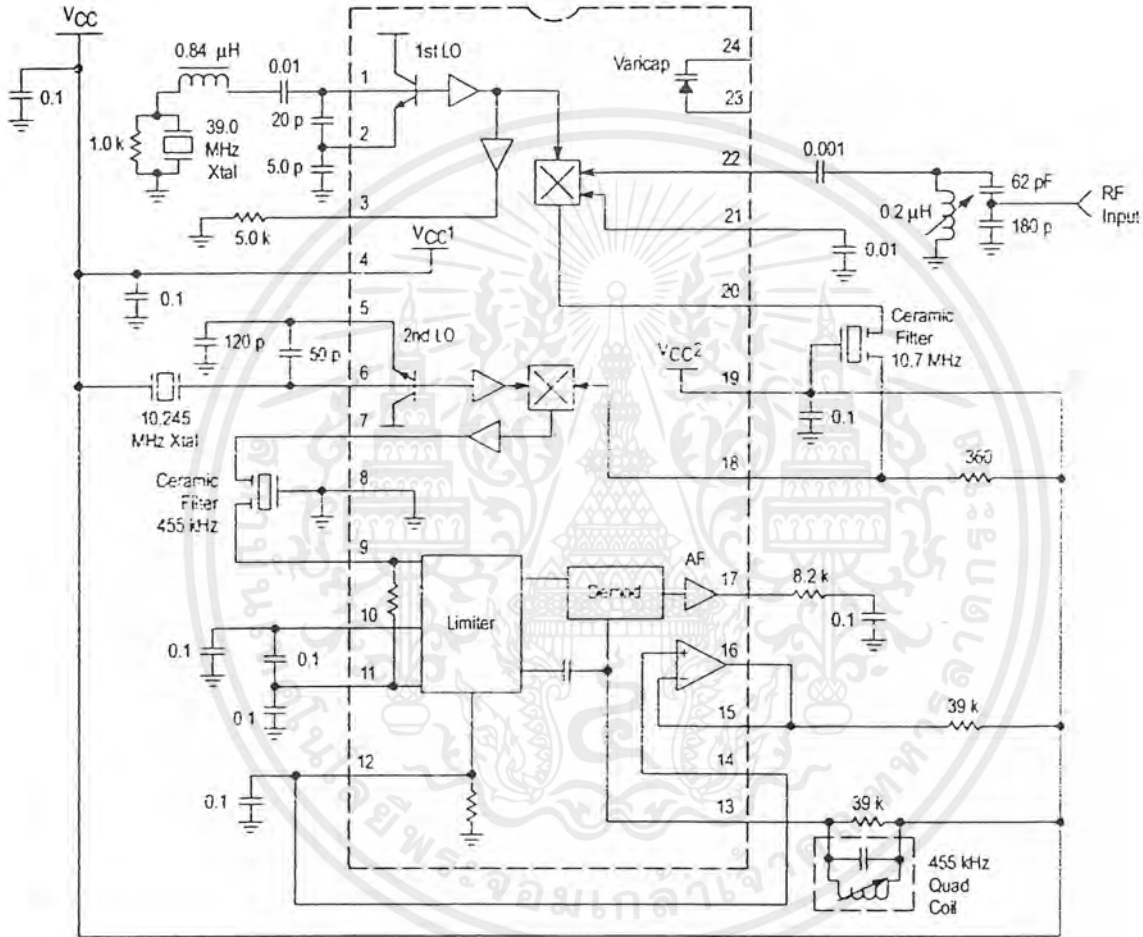 VCC
0.1
0.84 µH
0.01
1
1st LO
Varicap
24
23
1.0 k
39.0
MHz
Xtal
20 p
2
5.0 p
22
0.001
62 pF
RF
Input
180 p
0.2 µH
21
0.01
3
5.0 k
VCC1
4
0.1
20
Ceramic
Filter
10.7 MHz
5
120 p
2nd LO
50 p
6
VCC2
19
0.1
10.245
MHz Xtal
7
18
360
Ceramic
Filter
455 kHz
8
9
Limiter
Demod
AF
17
8.2 k
0.1
10
0.1
0.1
16
11
0.1
15
39 k
14
12
0.1
13
39 k
455 kHz
Quad
Coil